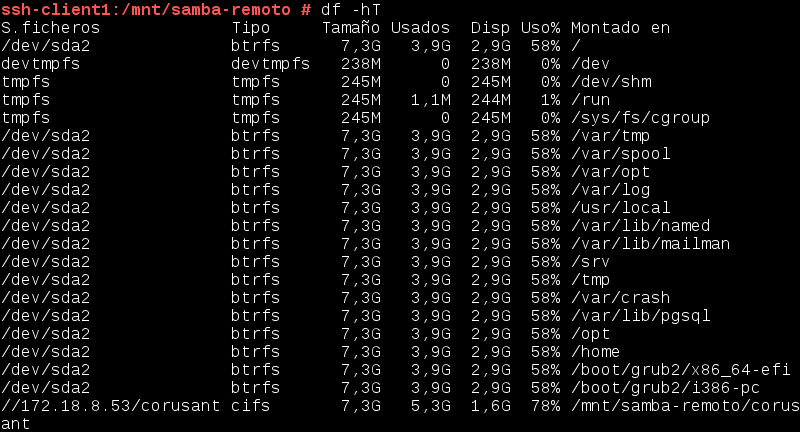 ssh-client1:/mnt/samba-remoto # df -hT
S.ficheros             Tipo     Tamaño Usados  Disp Uso% Montado en
/dev/sda2              btrfs      7,3G   3,9G  2,9G  58% /
devtmpfs               devtmpfs   238M      0  238M   0% /dev
tmpfs                  tmpfs      245M      0  245M   0% /dev/shm
tmpfs                  tmpfs      245M   1,1M  244M   1% /run
tmpfs                  tmpfs      245M      0  245M   0% /sys/fs/cgroup
/dev/sda2              btrfs      7,3G   3,9G  2,9G  58% /var/tmp
/dev/sda2              btrfs      7,3G   3,9G  2,9G  58% /var/spool
/dev/sda2              btrfs      7,3G   3,9G  2,9G  58% /var/opt
/dev/sda2              btrfs      7,3G   3,9G  2,9G  58% /var/log
/dev/sda2              btrfs      7,3G   3,9G  2,9G  58% /usr/local
/dev/sda2              btrfs      7,3G   3,9G  2,9G  58% /var/lib/named
/dev/sda2              btrfs      7,3G   3,9G  2,9G  58% /var/lib/mailman
/dev/sda2              btrfs      7,3G   3,9G  2,9G  58% /srv
/dev/sda2              btrfs      7,3G   3,9G  2,9G  58% /tmp
/dev/sda2              btrfs      7,3G   3,9G  2,9G  58% /var/crash
/dev/sda2              btrfs      7,3G   3,9G  2,9G  58% /var/lib/pgsql
/dev/sda2              btrfs      7,3G   3,9G  2,9G  58% /opt
/dev/sda2              btrfs      7,3G   3,9G  2,9G  58% /home
/dev/sda2              btrfs      7,3G   3,9G  2,9G  58% /boot/grub2/x86_64-efi
/dev/sda2              btrfs      7,3G   3,9G  2,9G  58% /boot/grub2/i386-pc
//172.18.8.53/corusant cifs       7,3G   5,3G  1,6G  78% /mnt/samba-remoto/corus
ant